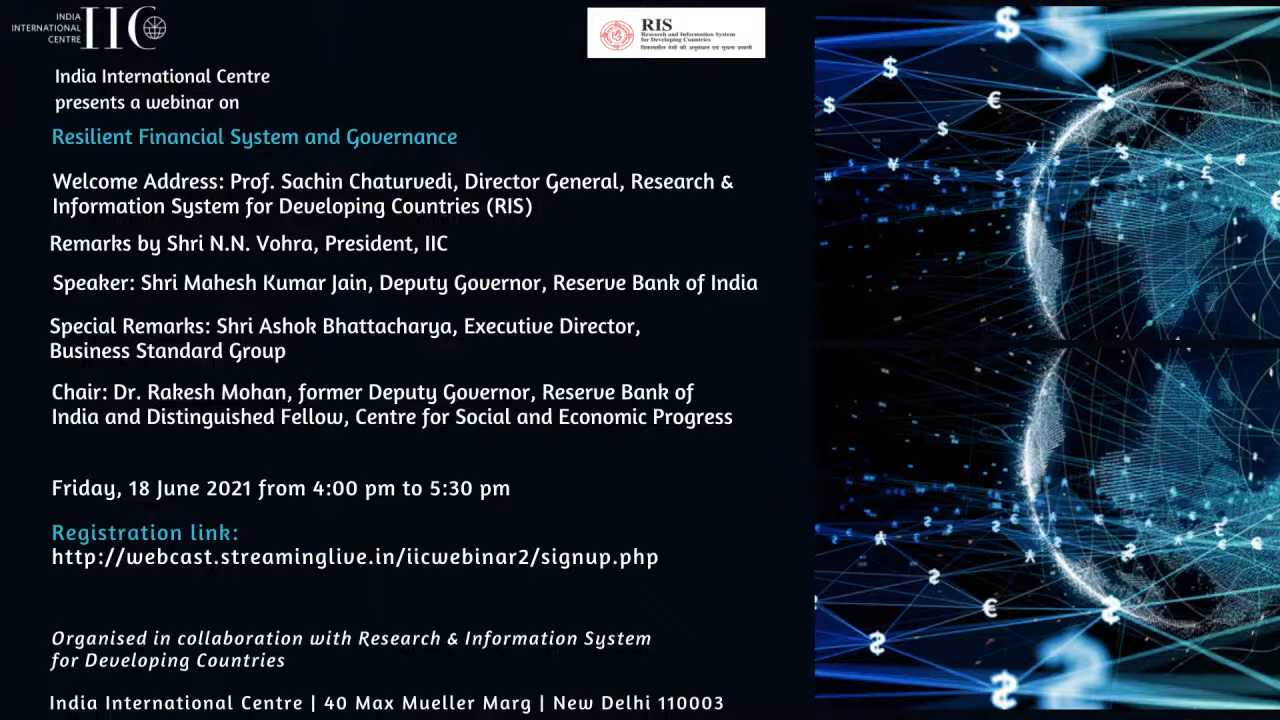 INDIA
INTERNATIONAL
CENTRE
IIC
RIS
Research and Information System
for Developing Countries
विकासशील देशों की अनुसंधान एवं सूचना प्रणाली
India International Centre
presents a webinar on
Resilient Financial System and Governance
Welcome Address: Prof. Sachin Chaturvedi, Director General, Research &
Information System for Developing Countries (RIS)
Remarks by Shri N.N. Vohra, President, IIC
Speaker: Shri Mahesh Kumar Jain, Deputy Governor, Reserve Bank of India
Special Remarks: Shri Ashok Bhattacharya, Executive Director,
Business Standard Group
Chair: Dr. Rakesh Mohan, former Deputy Governor, Reserve Bank of
India and Distinguished Fellow, Centre for Social and Economic Progress
Friday, 18 June 2021 from 4:00 pm to 5:30 pm
Registration link:
http://webcast.streaminglive.in/iicwebinar2/signup.php
Organised in collaboration with Research & Information System
for Developing Countries
India International Centre | 40 Max Mueller Marg | New Delhi 110003